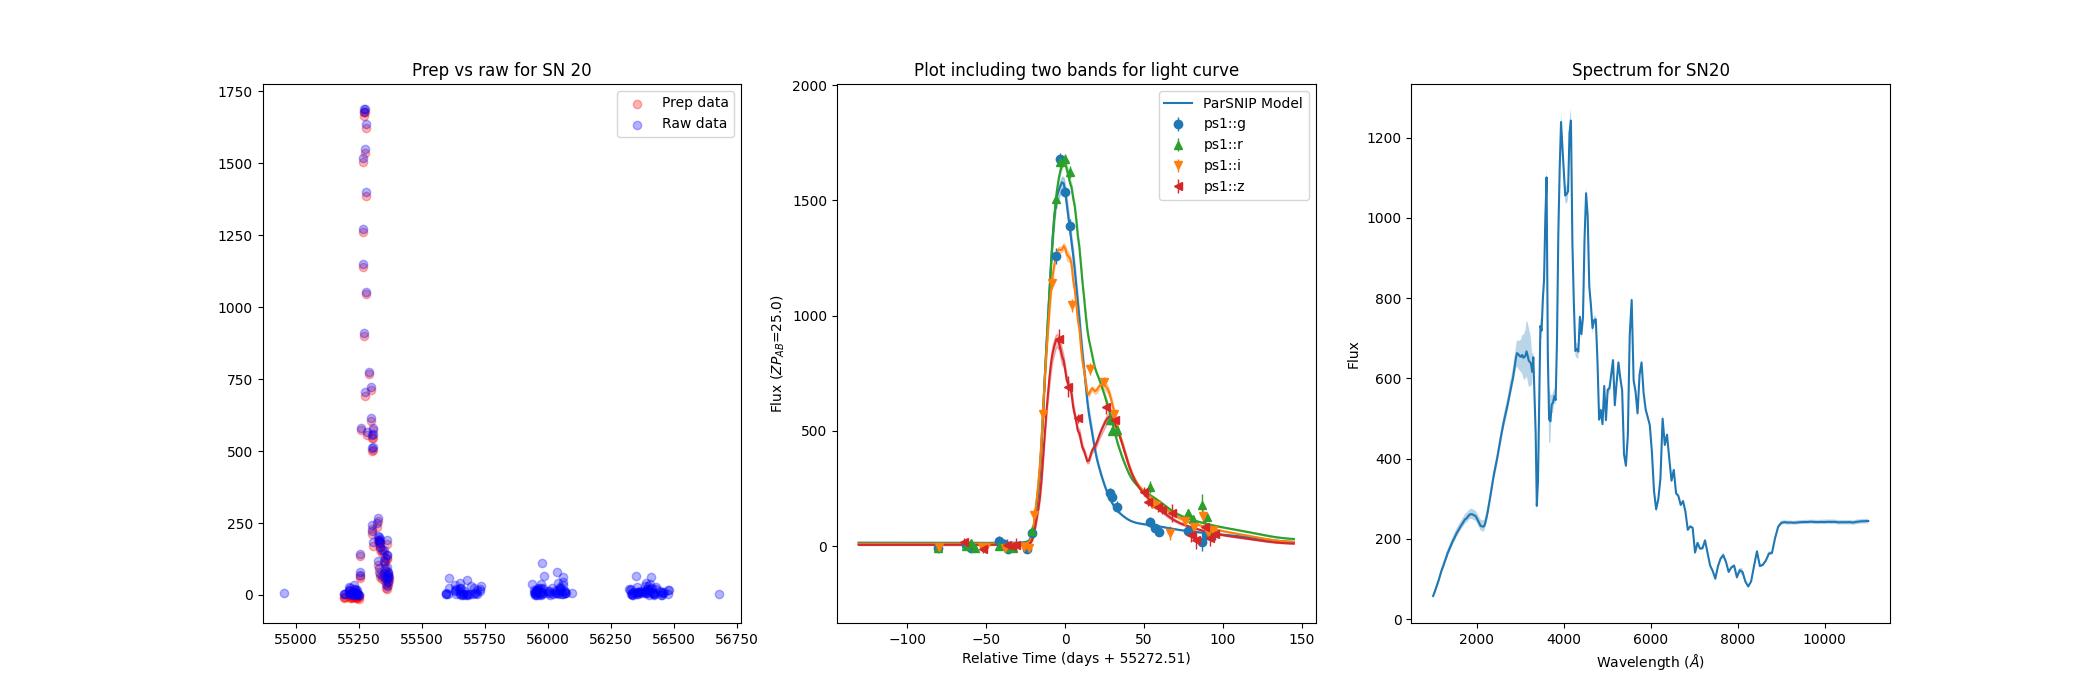 Prep vs raw for SN 20
1750
1500
1250
1000
750
500
250
0
55000
55250
55500
55750
56000
56250
56500
56750
Prep data
Raw data
Plot including two bands for light curve
Flux (ZP_AB=25.0)
2000
1500
1000
500
0
−100
−50
0
50
100
150
Relative Time (days + 55272.51)
ParSNIP Model
ps1::g
ps1::r
ps1::i
ps1::z
Spectrum for SN20
Flux
1200
1000
800
600
400
200
0
2000
4000
6000
8000
10000
Wavelength (Å)